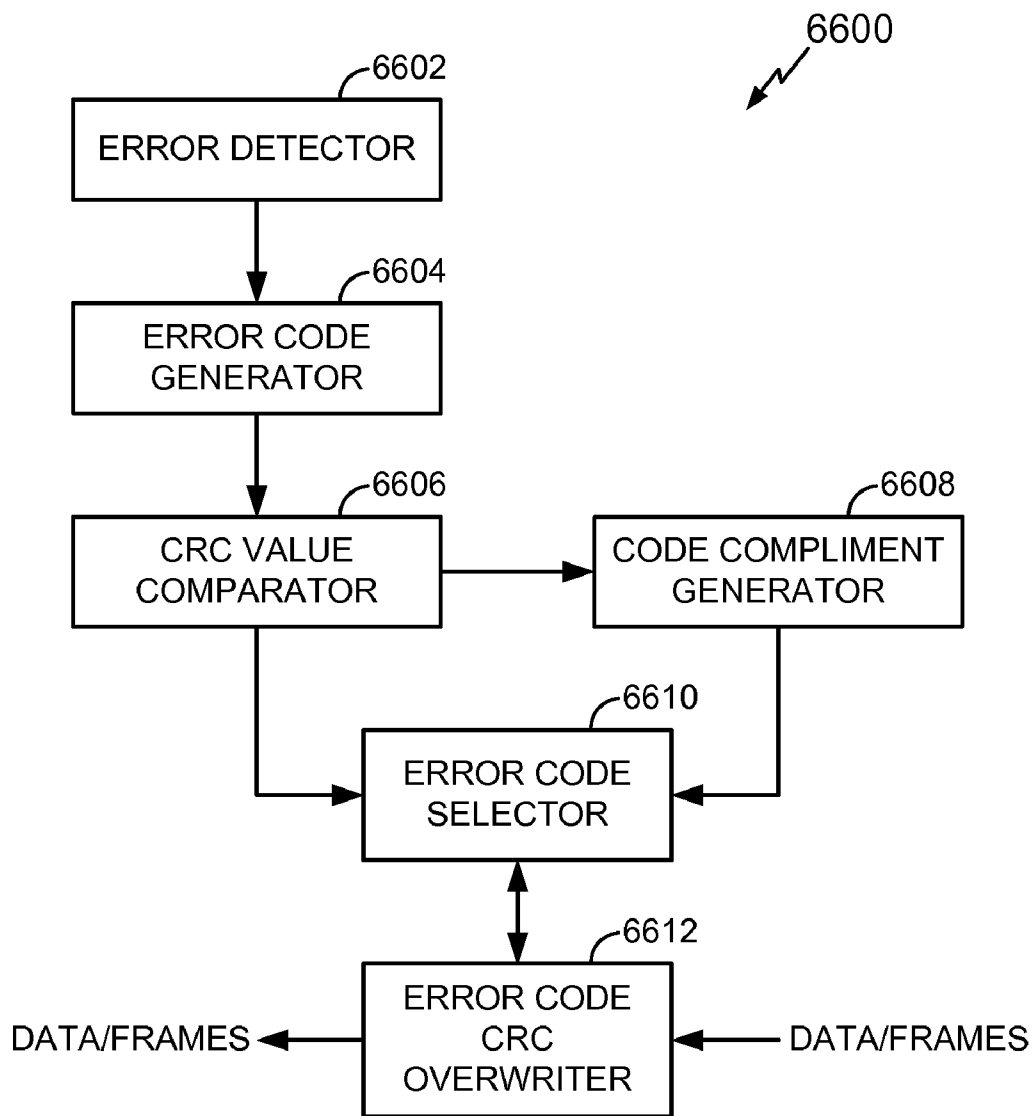 6600
6602
ERROR DETECTOR
6604
ERROR CODE
GENERATOR
6606
CRC VALUE
COMPARATOR
6608
CODE COMPLIMENT
GENERATOR
6610
ERROR CODE
SELECTOR
6612
ERROR CODE
CRC
OVERWRITER
DATA/FRAMES
DATA/FRAMES